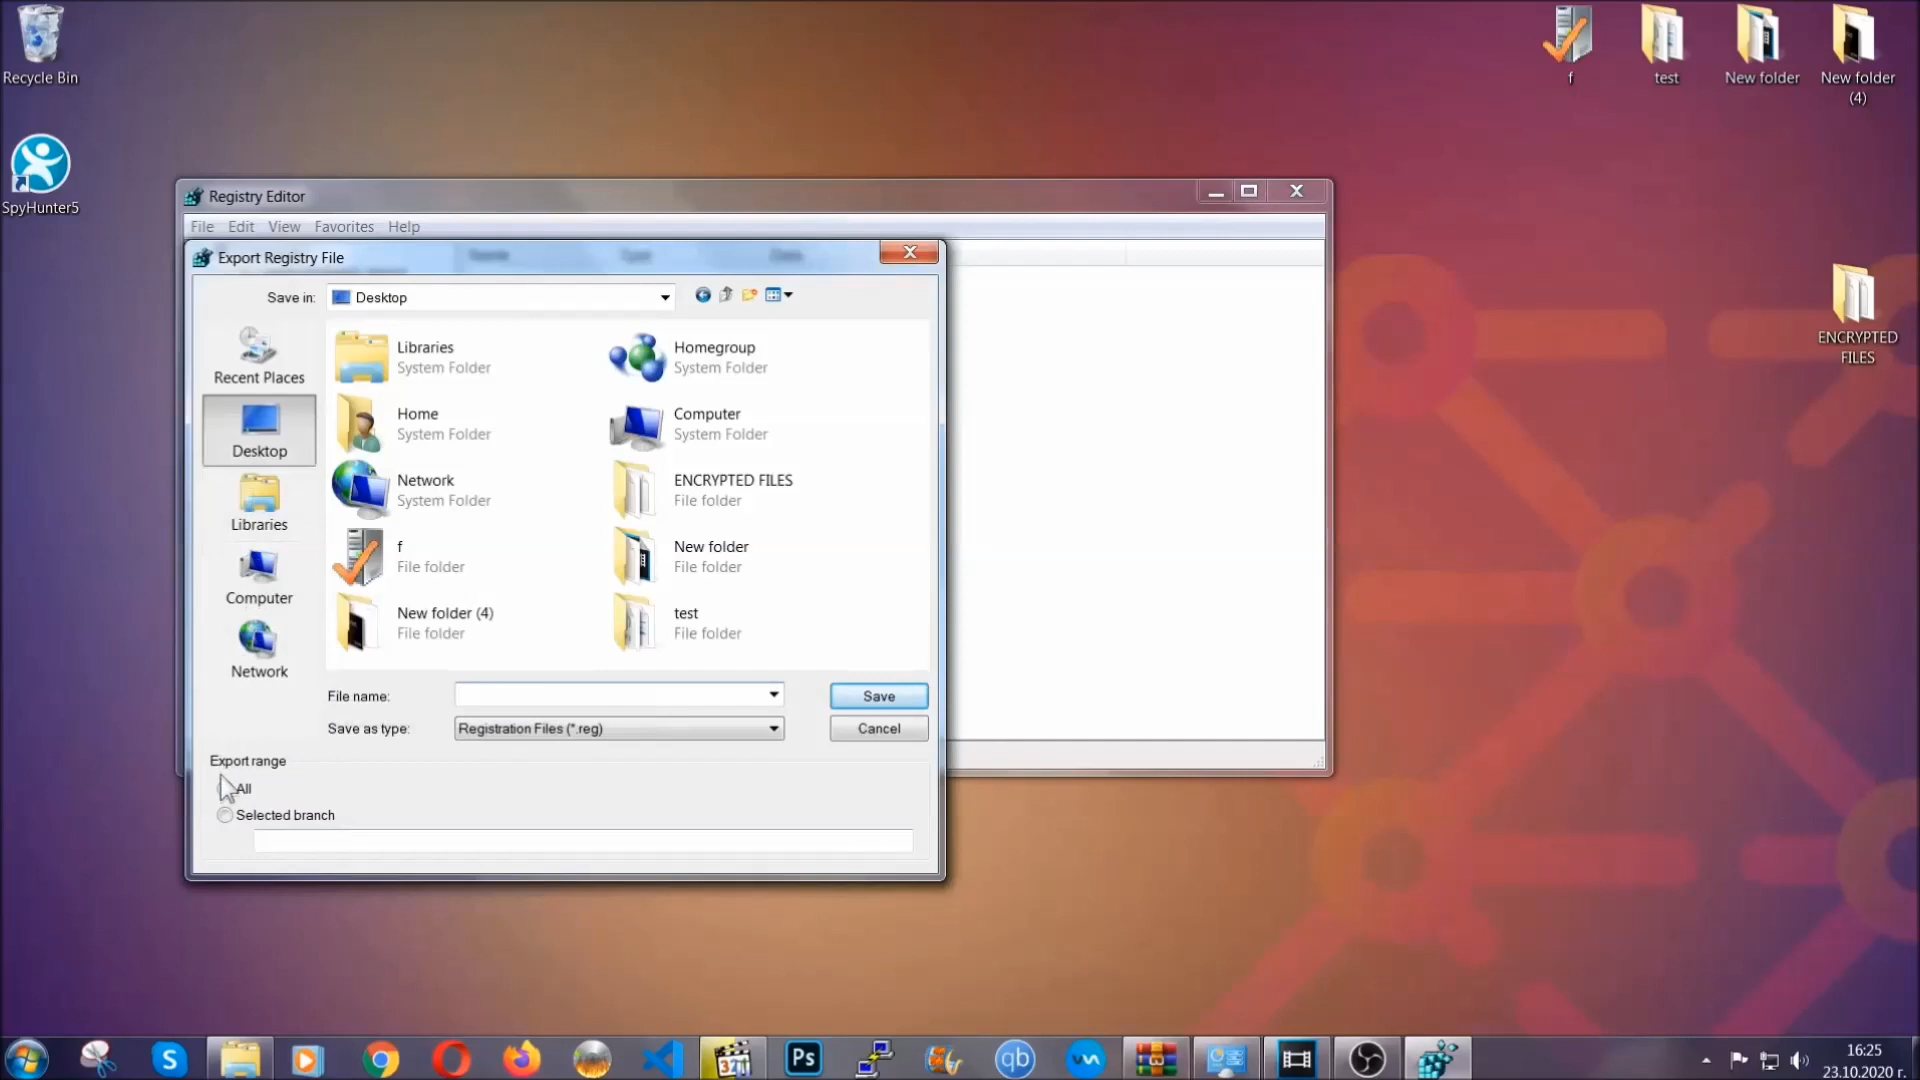 Recycle Bin
SpyHunter5
f
test
New folder
New folder
(4)
ENCRYPTED
FILES
Registry Editor
File Edit View Favorites Help
Export Registry File
Save in: Desktop
Recent Places
Desktop
Libraries
Computer
Network
Libraries
System Folder
Homegroup
System Folder
Home
System Folder
Computer
System Folder
Network
System Folder
ENCRYPTED FILES
File folder
f
File folder
New folder
File folder
New folder (4)
File folder
test
File folder
File name:
Save
Save as type: Registration Files (*.reg)
Cancel
Export range
All
Selected branch
S
321
Ps
qb
16:25
23.10.2020 г.